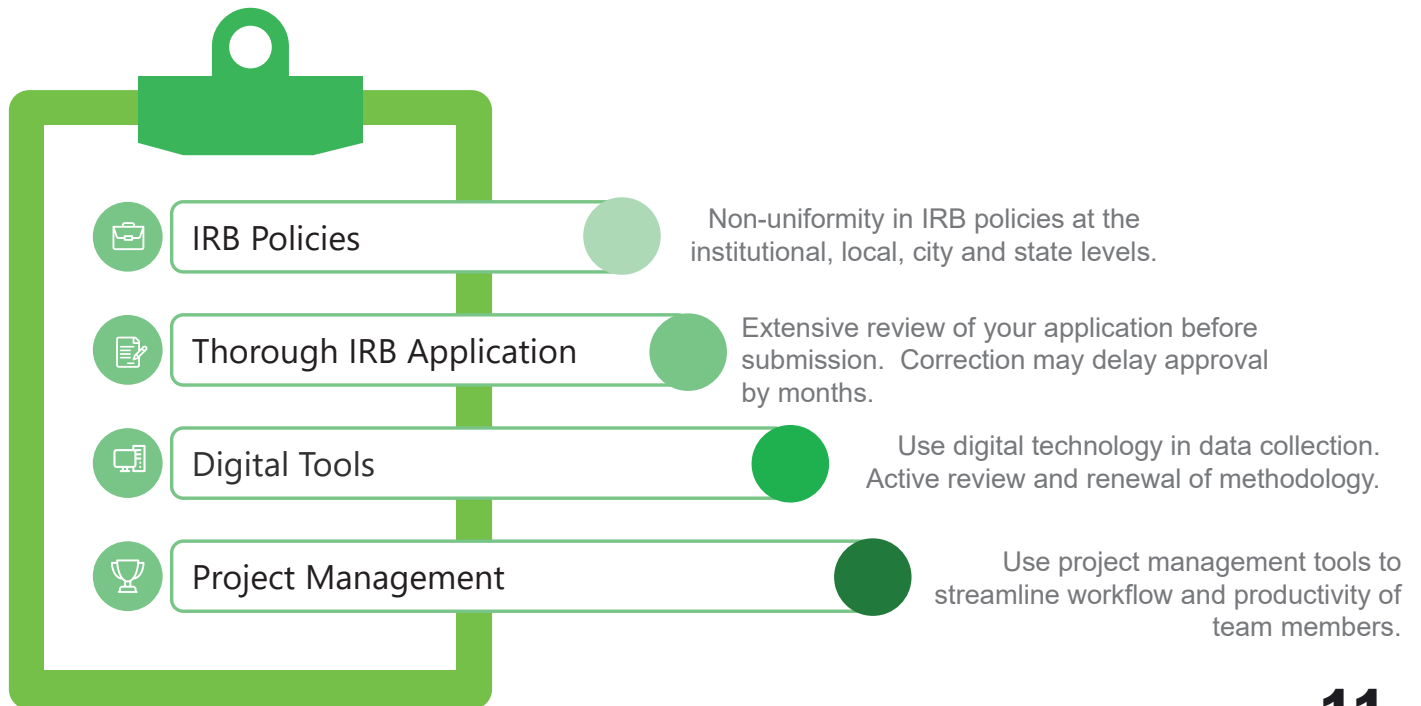 IRB Policies
Non-uniformity in IRB policies at the
institutional, local, city and state levels.
Thorough IRB Application
Extensive review of your application before
submission.  Correction may delay approval
by months.
Digital Tools
Use digital technology in data collection.
Active review and renewal of methodology.
Project Management
Use project management tools to
streamline workflow and productivity of
team members.
11